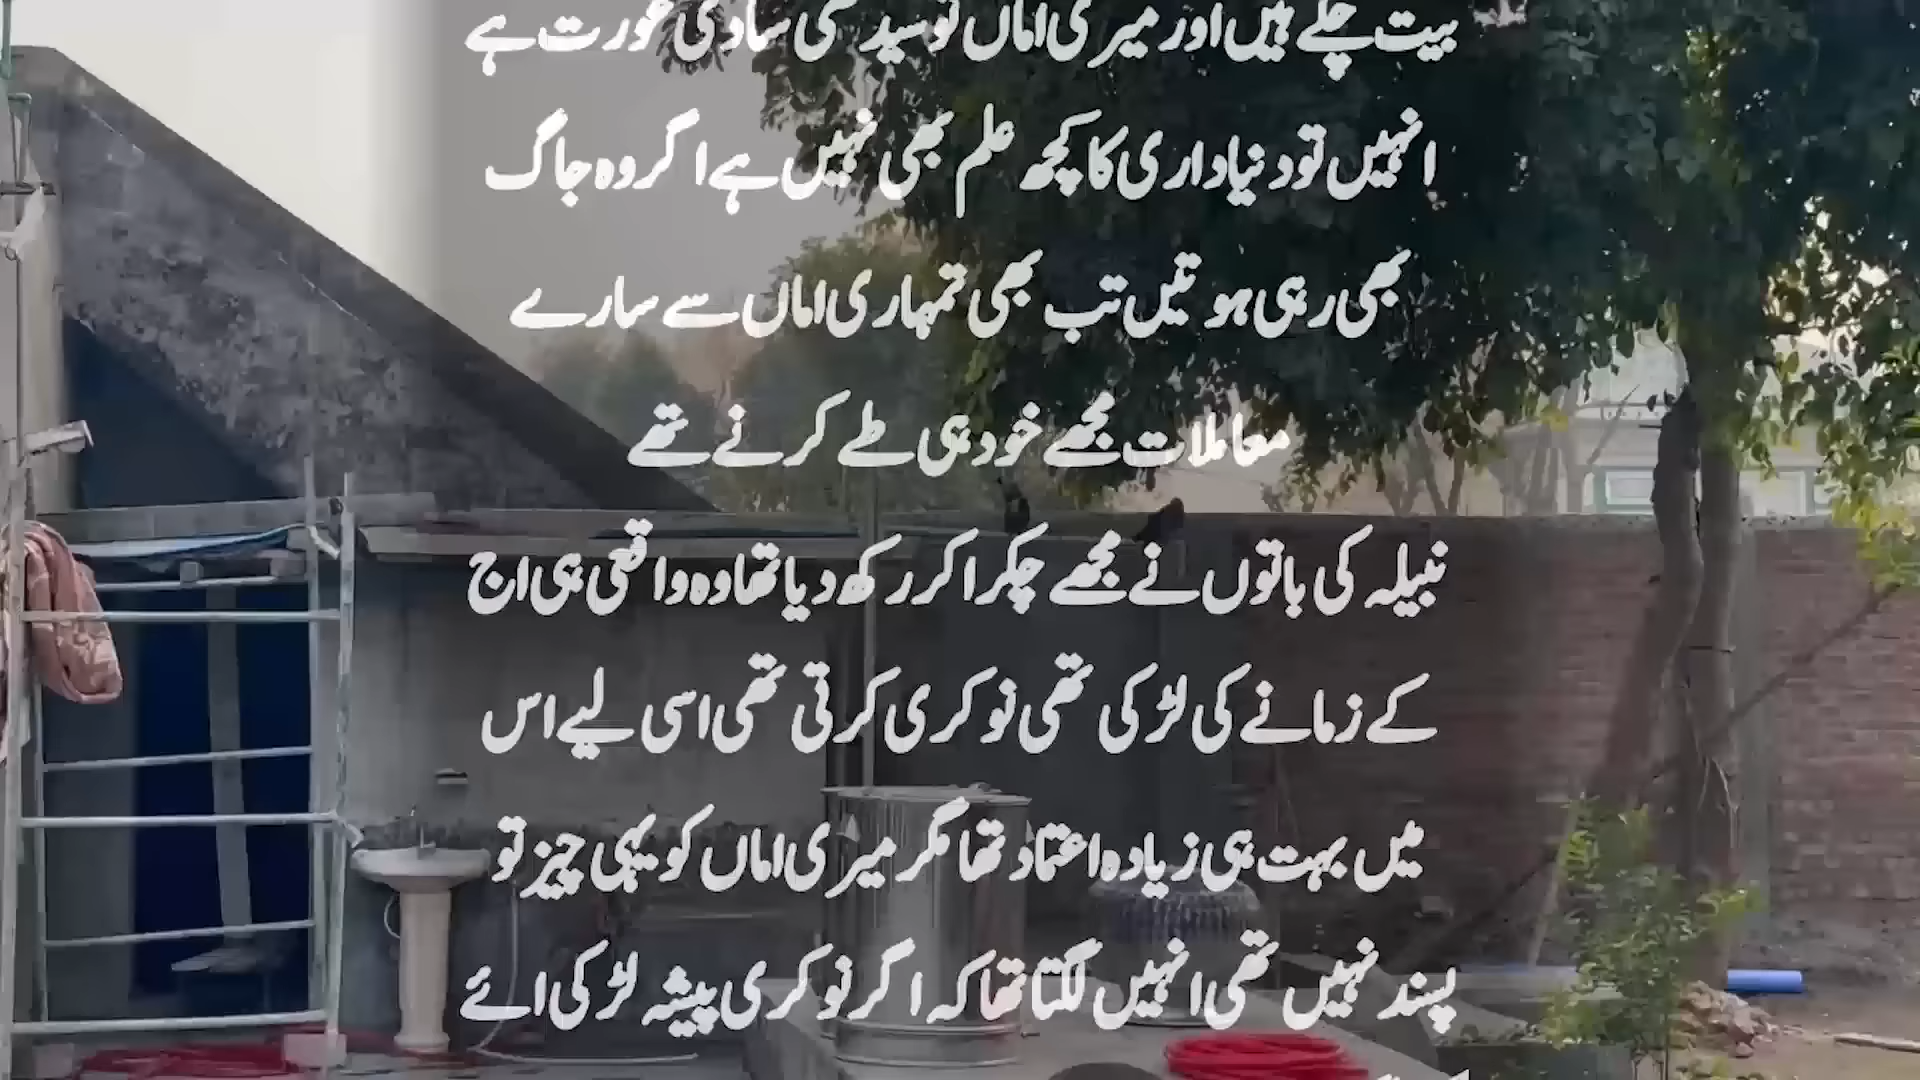 بیت چلے ہیں اور میری اماں تو سیدھی سادی عورت ہے
انہیں تو دنیاداری کا کچھ علم بھی نہیں ہے اگر وہ جاگ
بھی رہی ہوتیں تب بھی تمہاری اماں سے سارے
معاملات مجھے خود ہی طے کرنے تھے
نبیلہ کی باتوں نے مجھے چکرا کر رکھ دیا تھا وہ واقعی ہی اج
کے زمانے کی لڑکی تھی نوکری کرتی تھی اسی لیے اس
میں بہت ہی زیادہ اعتماد تھا مگر میری اماں کو یہی چیز تو
پسند نہیں تھی انہیں لگتا تھا کہ اگر نوکری پیشہ لڑکی ائے